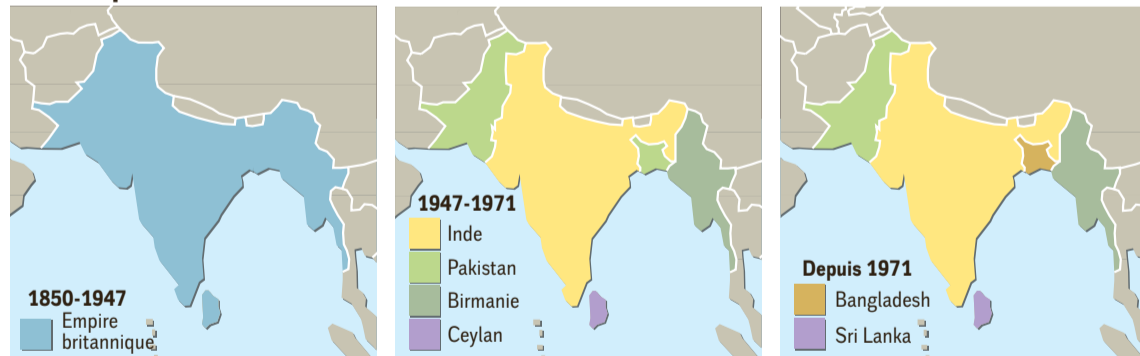 1850-1947
Empire
britannique
1947-1971
Inde
Pakistan
Birmanie
Ceylan
Depuis 1971
Bangladesh
Sri Lanka